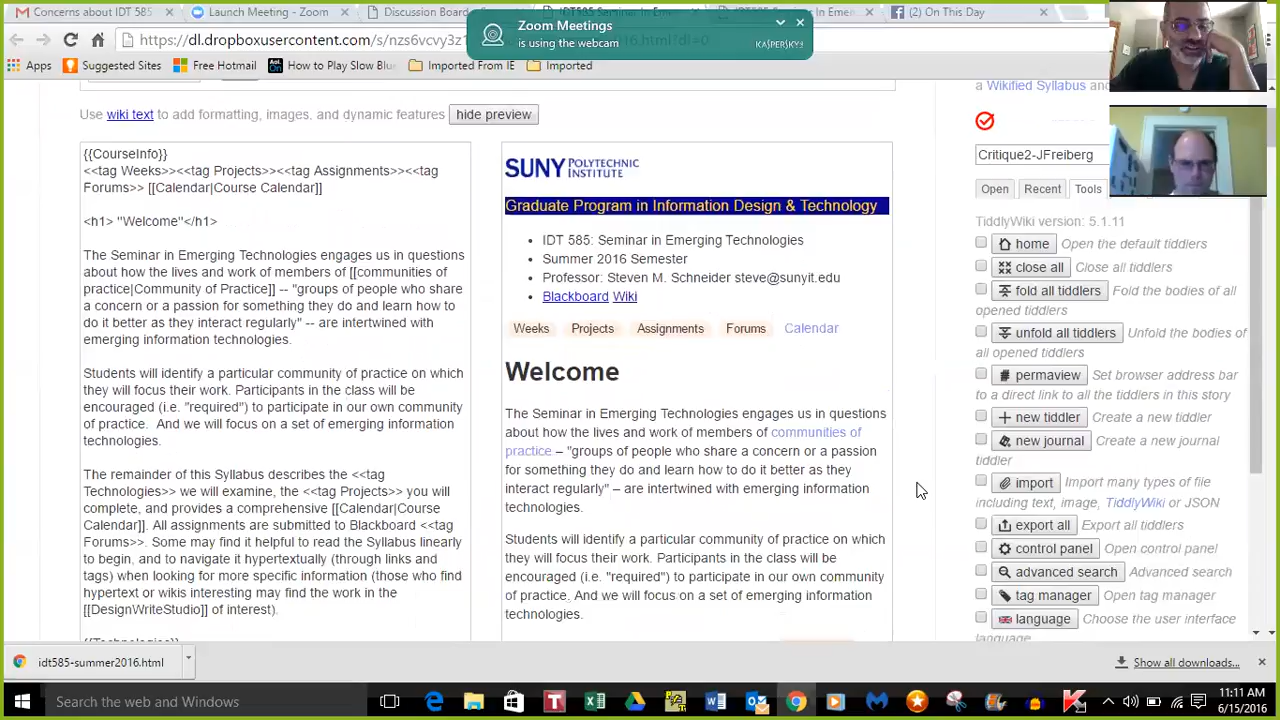 Concerns about IDT 585
Launch Meeting - Zoom
Discussion Board
IDT585 Seminar In Em
IDT585 Seminar In Eme
(2) On This Day
Zoom Meetings
is using the webcam
KASPERSKY
https://dl.dropboxusercontent.com/s/nzs6vcvy3z
2016.html?dl=0
Apps
Suggested Sites
Free Hotmail
How to Play Slow Blue
Imported From IE
Imported
Use wiki text to add formatting, images, and dynamic features
hide preview
{{CourseInfo}}
<<tag Weeks>><<tag Projects>><<tag Assignments>><<tag
Forums>> [[Calendar|Course Calendar]]
<h1> "Welcome"</h1>
The Seminar in Emerging Technologies engages us in questions
about how the lives and work of members of [[communities of
practice|Community of Practice]] -- "groups of people who share
a concern or a passion for something they do and learn how to
do it better as they interact regularly" -- are intertwined with
emerging information technologies.
Students will identify a particular community of practice on which
they will focus their work. Participants in the class will be
encouraged (i.e. "required") to participate in our own community
of practice.  And we will focus on a set of emerging information
technologies.
The remainder of this Syllabus describes the <<tag
Technologies>> we will examine, the <<tag Projects>> you will
complete, and provides a comprehensive [[Calendar|Course
Calendar]]. All assignments are submitted to Blackboard <<tag
Forums>>. Some may find it helpful to read the Syllabus linearly
to begin, and to navigate it hypertextually (through links and
tags) when looking for more specific information (those who find
hypertext or wikis interesting may find the work in the
[[DesignWriteStudio]] of interest).
{{Technologies}}
SUNY POLYTECHNIC
INSTITUTE
Graduate Program in Information Design & Technology
• IDT 585: Seminar in Emerging Technologies
• Summer 2016 Semester
• Professor: Steven M. Schneider steve@sunyit.edu
• Blackboard Wiki
Weeks Projects Assignments Forums Calendar
Welcome
The Seminar in Emerging Technologies engages us in questions
about how the lives and work of members of communities of
practice – "groups of people who share a concern or a passion
for something they do and learn how to do it better as they
interact regularly" – are intertwined with emerging information
technologies.
Students will identify a particular community of practice on which
they will focus their work. Participants in the class will be
encouraged (i.e. "required") to participate in our own community
of practice. And we will focus on a set of emerging information
technologies.
a Wikified Syllabus and
Critique2-JFreiberg
Open Recent Tools
TiddlyWiki version: 5.1.11
home Open the default tiddlers
close all Close all tiddlers
fold all tiddlers Fold the bodies of all
opened tiddlers
unfold all tiddlers Unfold the bodies of
all opened tiddlers
permaview Set browser address bar
to a direct link to all the tiddlers in this story
new tiddler Create a new tiddler
new journal Create a new journal
tiddler
import Import many types of file
including text, image, TiddlyWiki or JSON
export all Export all tiddlers
control panel Open control panel
advanced search Advanced search
tag manager Open tag manager
language Choose the user interface
language
idt585-summer2016.html
Show all downloads...
Search the web and Windows
11:11 AM
6/15/2016